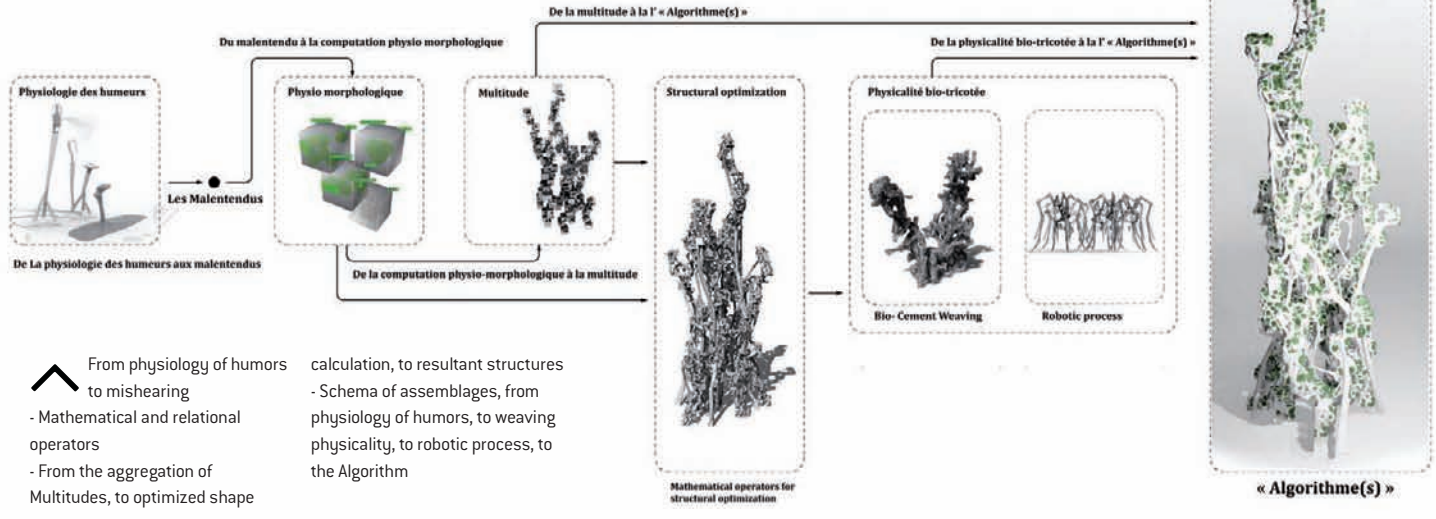 De la multitude à la l' « Algorithme(s) »
Du malentendu à la computation physio morphologique
De la physicalité bio-tricotée à la l' « Algorithme(s) »
Physiologie des humeurs
Physio morphologique
Multitude
Structural optimization
Physicalité bio-tricotée
Les Malentendus
De La physiologie des humeurs aux malentendus
De la computation physio-morphologique à la multitude
Bio- Cement Weaving
Robotic process
Mathematical operators for
structural optimization
« Algorithme(s) »
From physiology of humors
to mishearing
- Mathematical and relational
operators
- From the aggregation of
Multitudes, to optimized shape
calculation, to resultant structures
- Schema of assemblages, from
physiology of humors, to weaving
physicality, to robotic process, to
the Algorithm